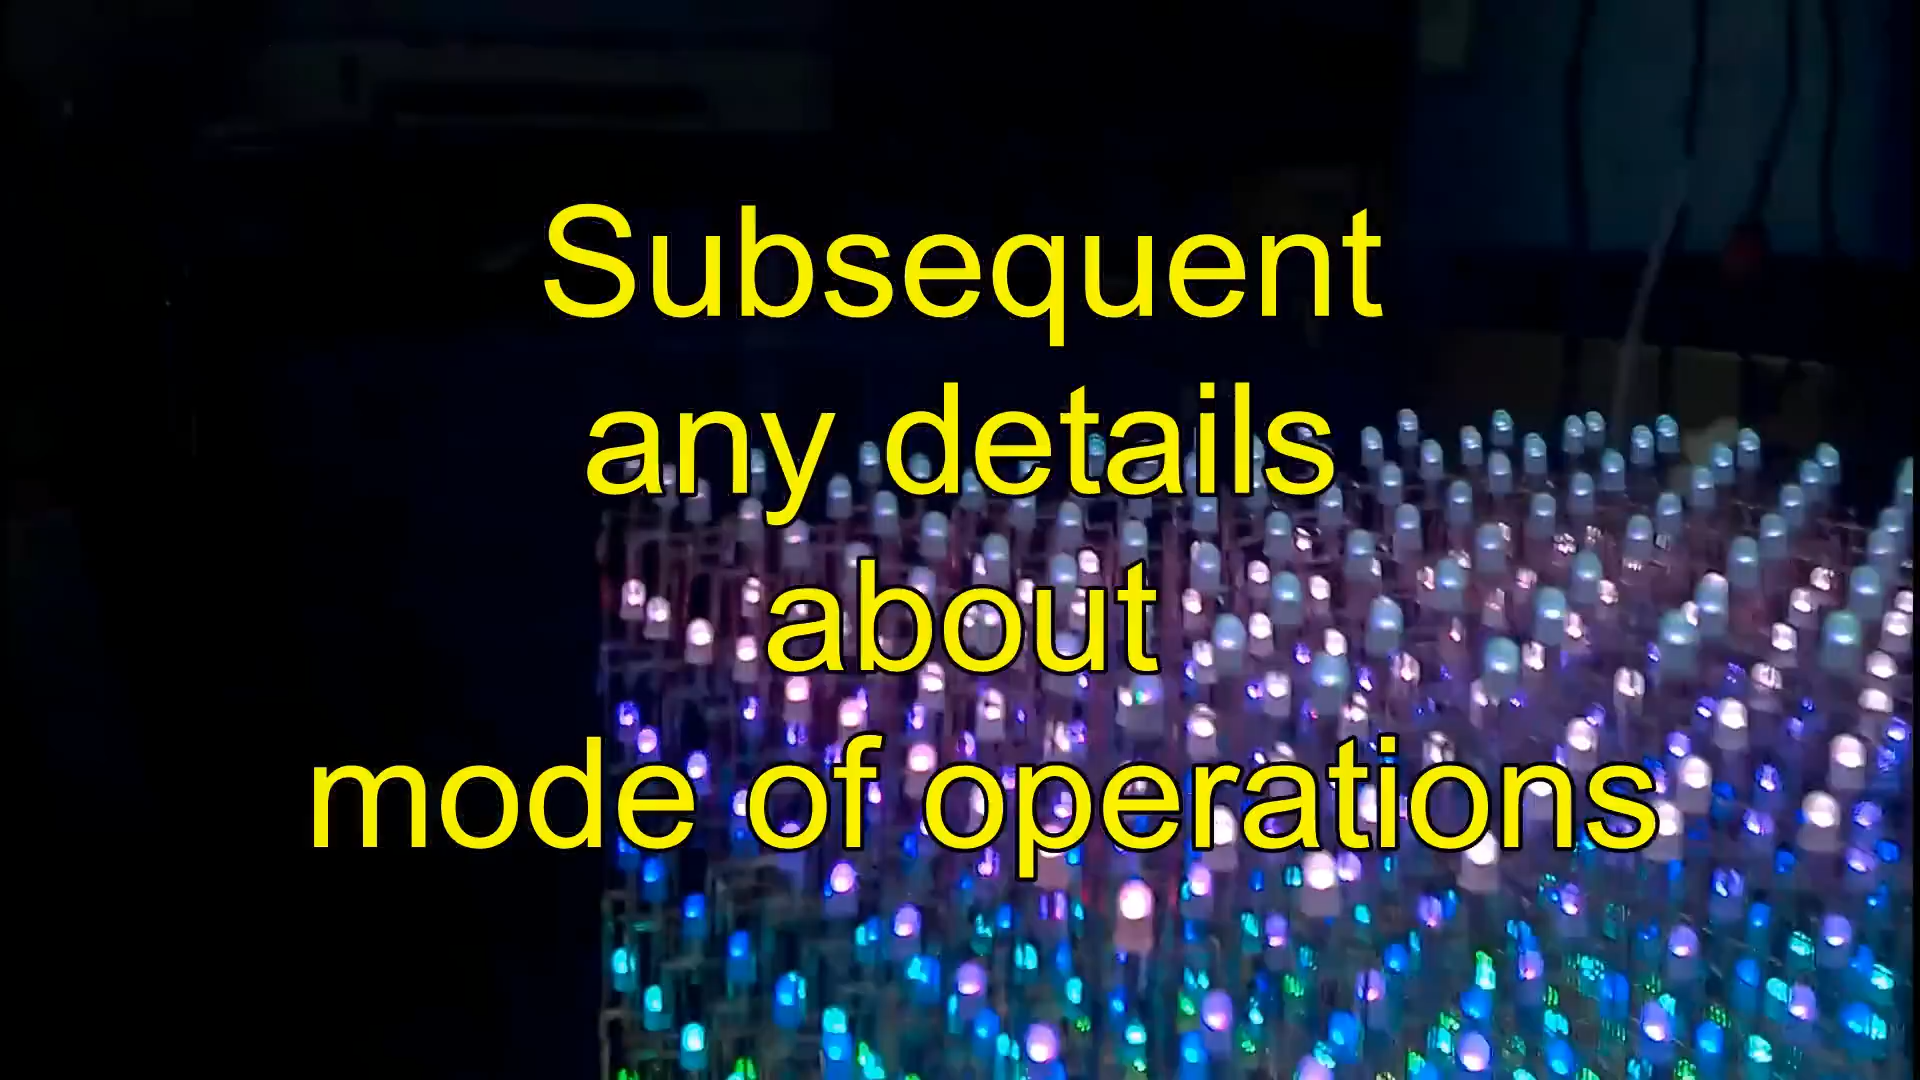 Subsequent
any details
about
mode of operations